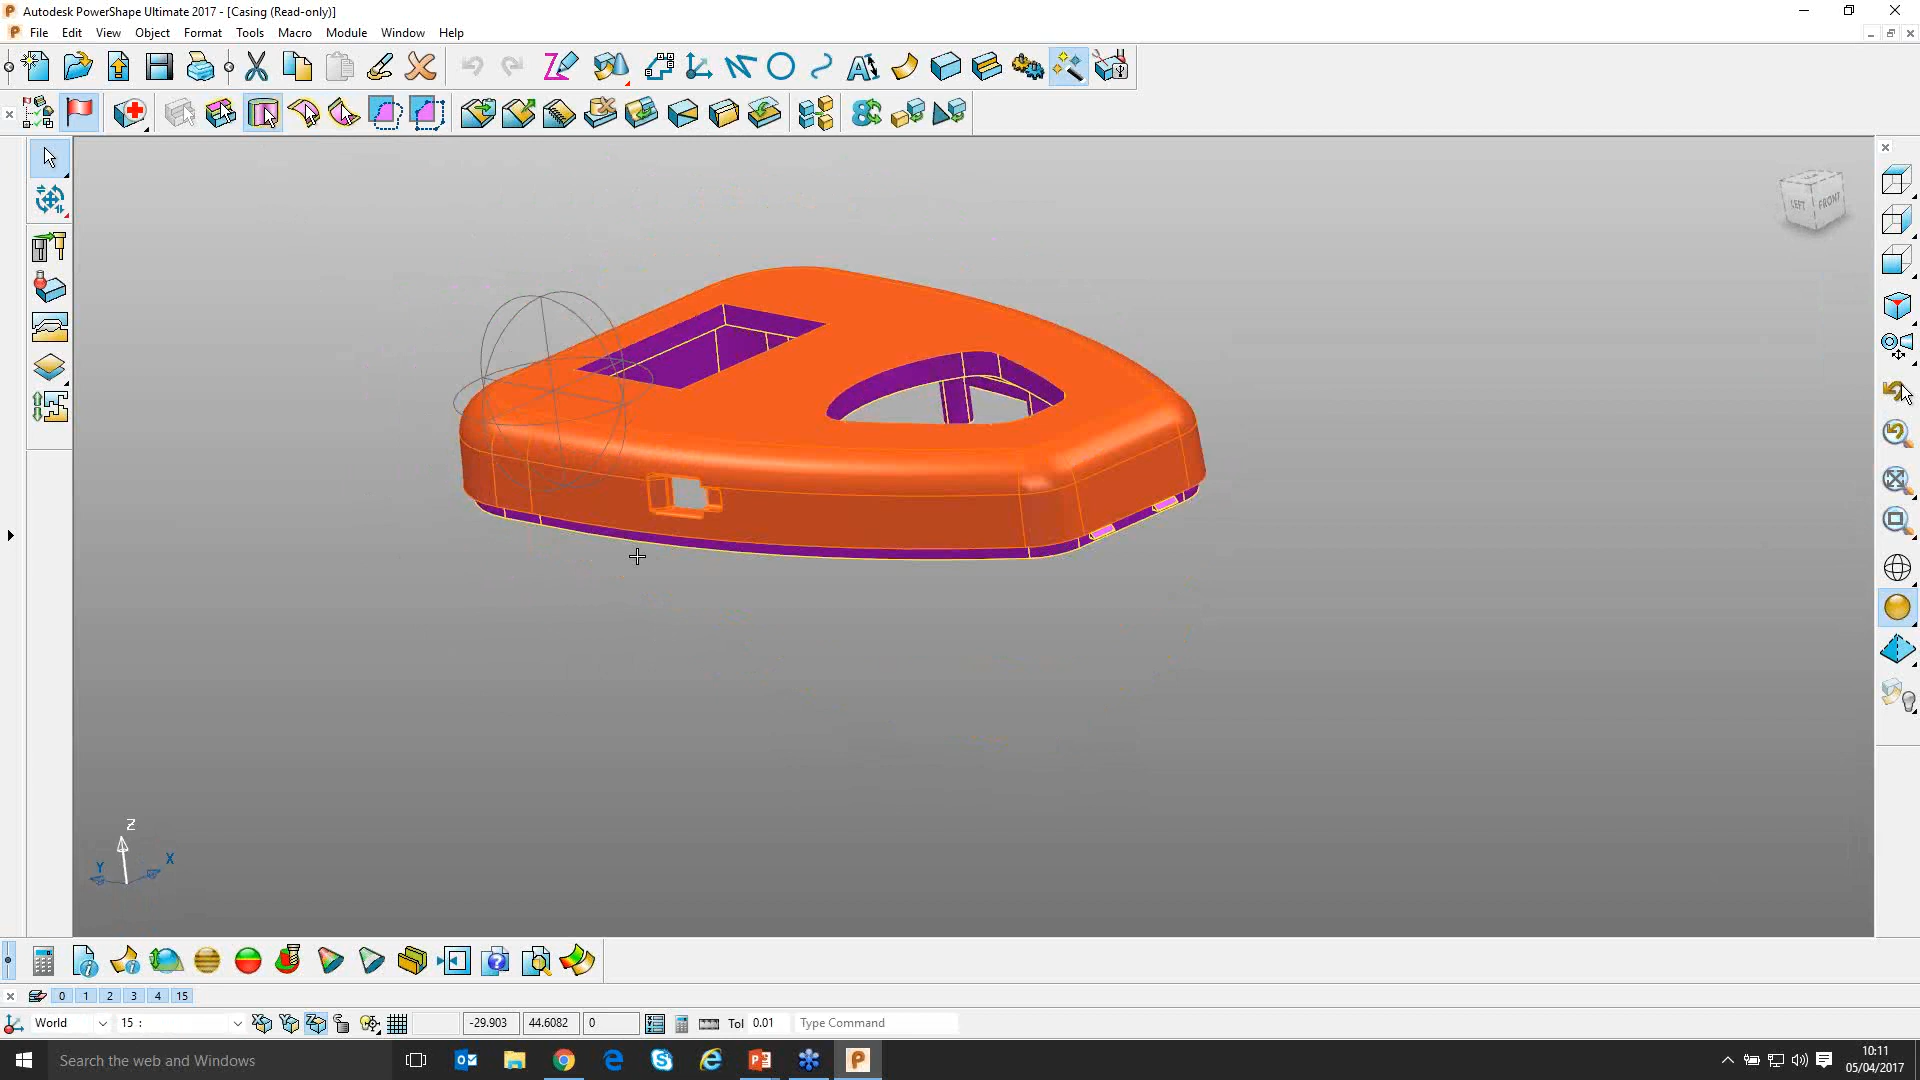 Autodesk PowerShape Ultimate 2017 - [Casing (Read-only)]
File Edit View Object Format Tools Macro Module Window Help
LEFT FRONT
Z
Y X
0 1 2 3 4 15
World 15 : -29.903 44.6082 0 Tol 0.01 Type Command
Search the web and Windows
10:11
05/04/2017